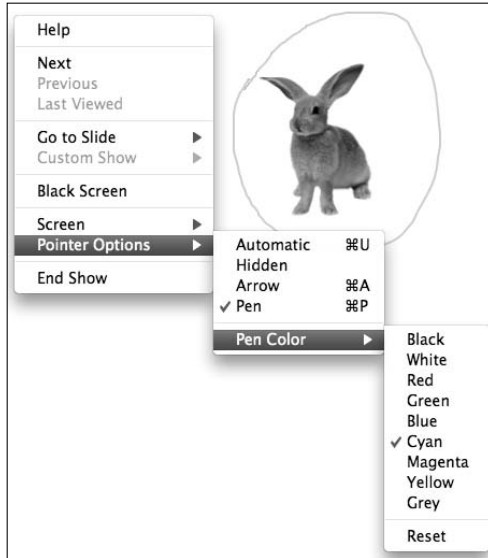 Help
Next
Previous
Last Viewed
Go to Slide
Custom Show
Black Screen
Screen
Pointer Options
End Show
Automatic ⌘U
Hidden
Arrow ⌘A
✓ Pen ⌘P
Pen Color
Black
White
Red
Green
Blue
✓ Cyan
Magenta
Yellow
Grey
Reset